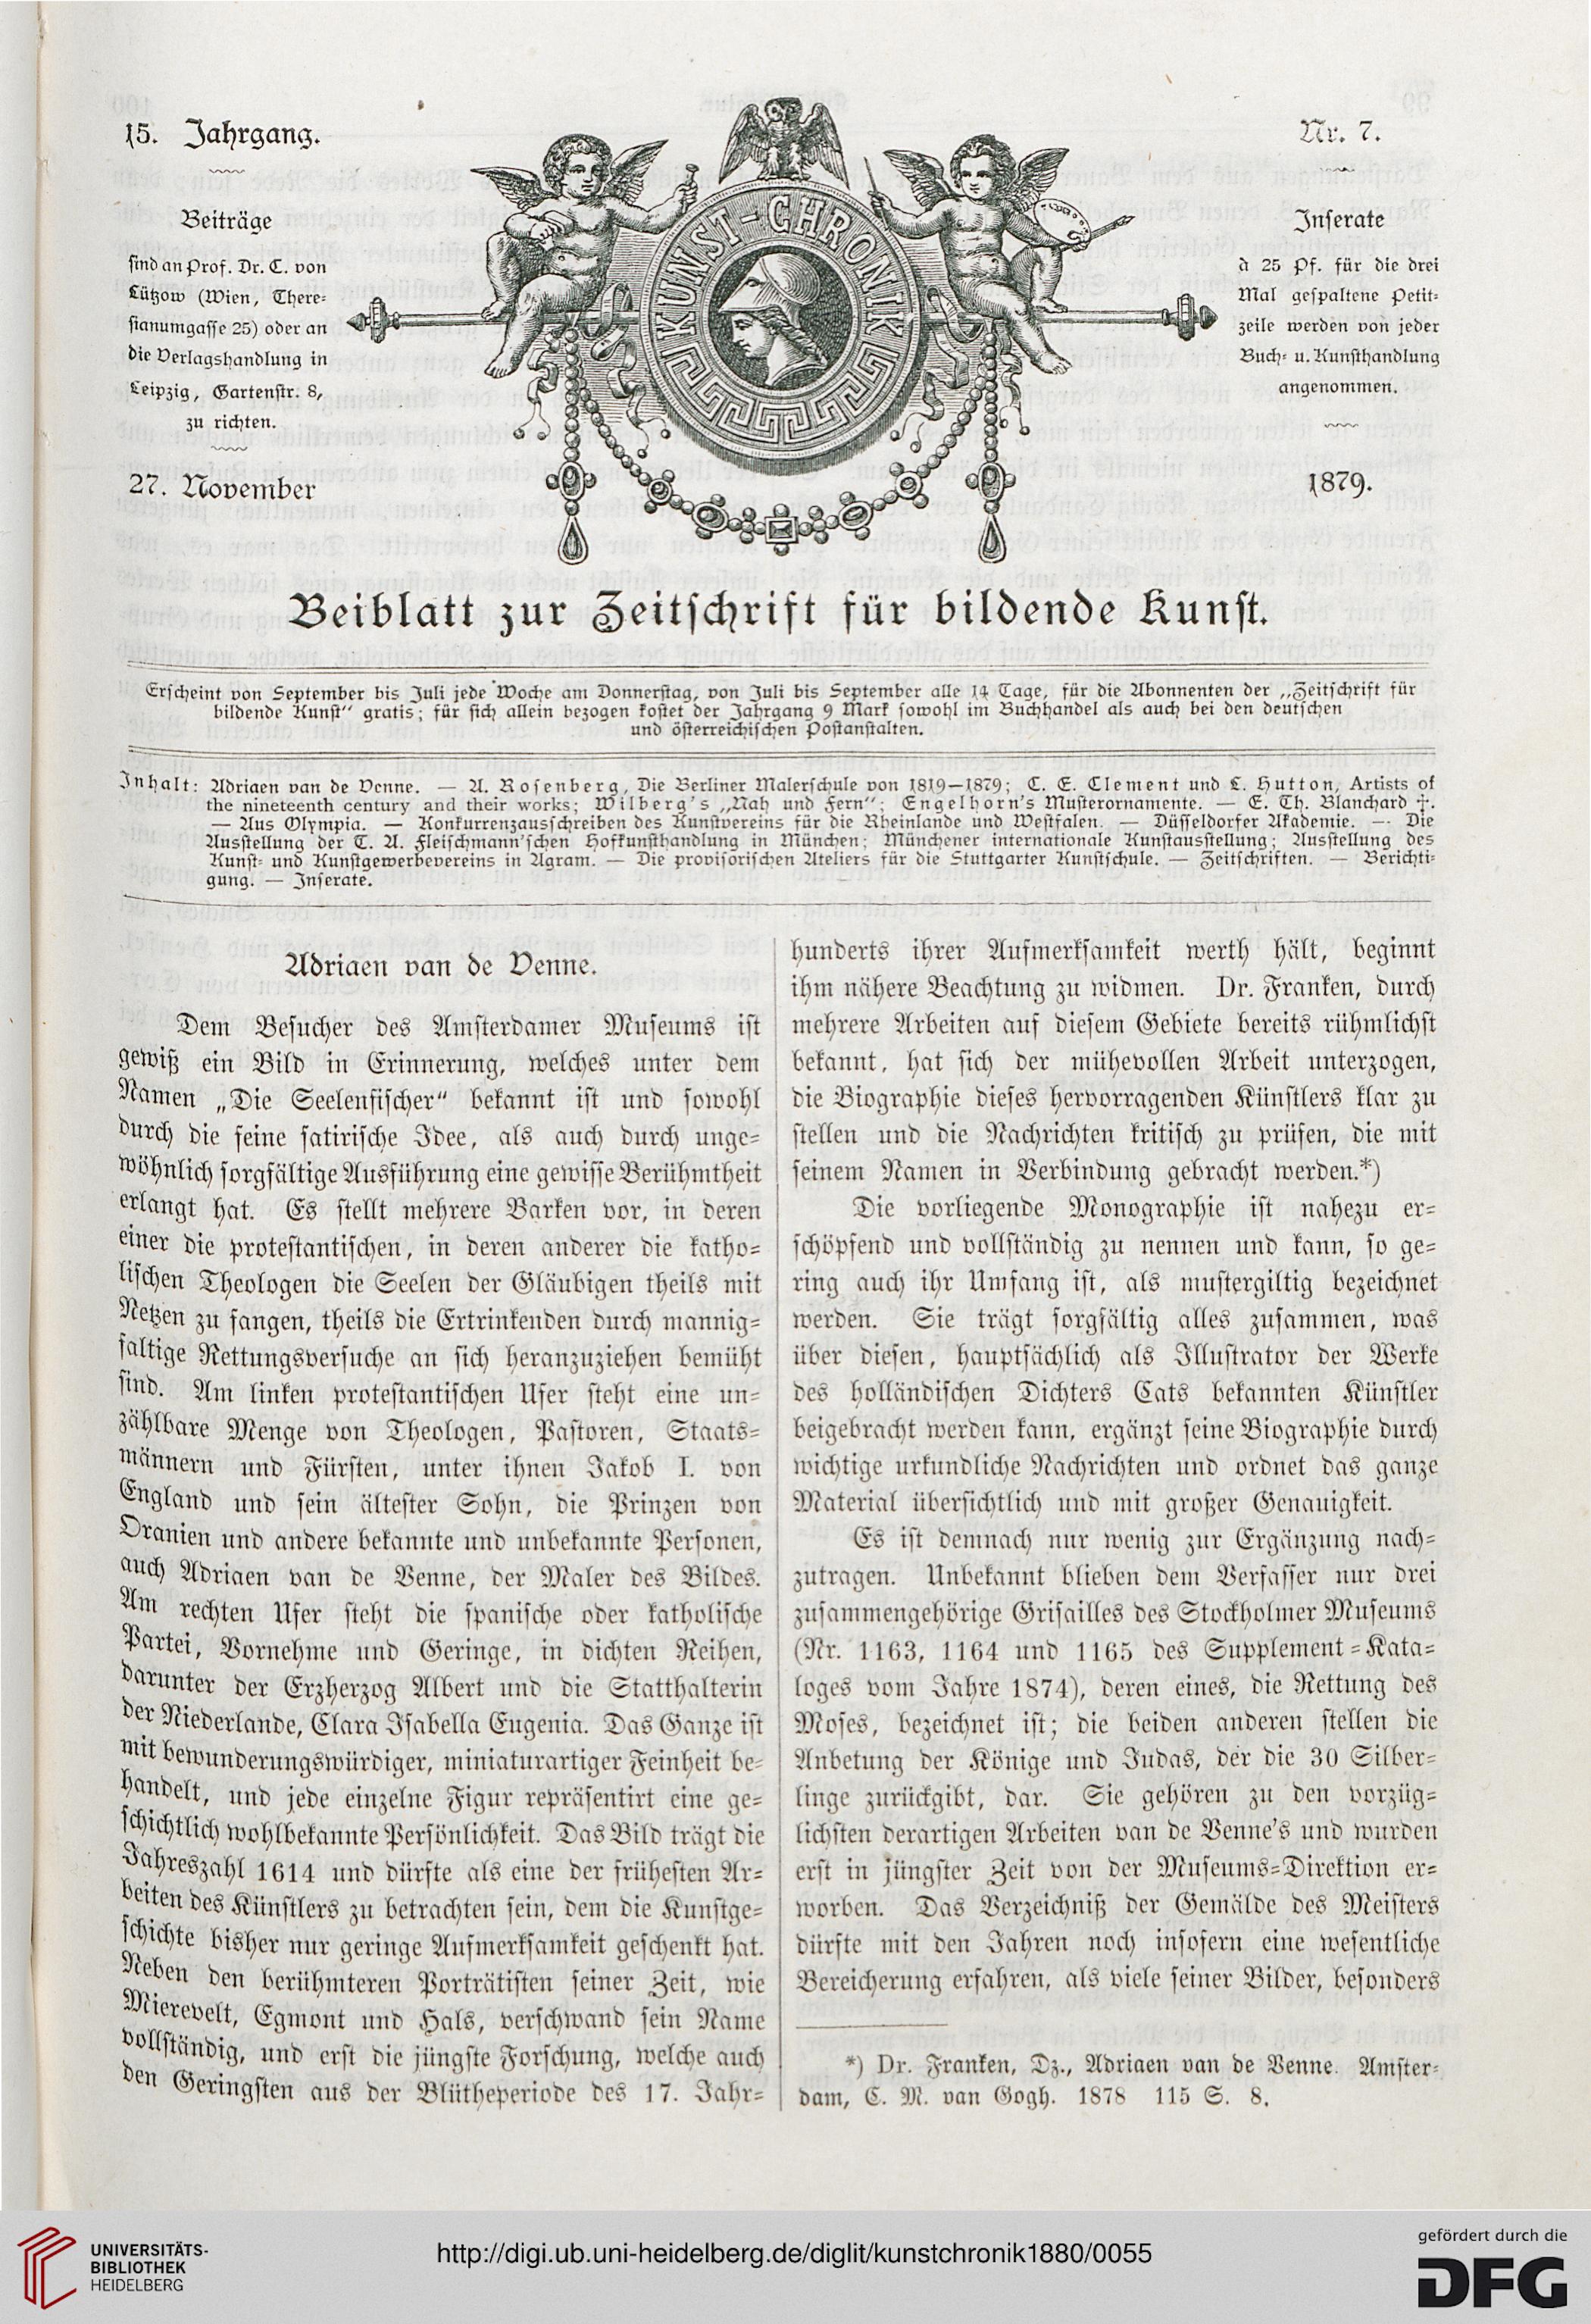 15. Jahrgang.
Beiträge
sind an Prof. Dr. C. von
Lützow (Wien, There-
sianumgasse 25) oder an
die Verlagshandlung in
Leipzig, Gartenstr. 8,
zu richten.
27. November
KUNST-CHRONIK
Nr. 7.
Inserate
à 25 Pf. für die drei
Mal gespaltene Petit-
zeile werden von jeder
Buch- u. Kunsthandlung
angenommen.
1879.
Beiblatt zur Zeitschrift für bildende Kunst.
Erscheint von September bis Juli jede Woche am Donnerstag, von Juli bis September alle 14 Tage, für die Abonnenten der „Zeitschrift für
bildende Kunst“ gratis; für sich allein bezogen kostet der Jahrgang 9 Mark sowohl im Buchhandel als auch bei den deutschen
und österreichischen Postanstalten.
Inhalt: Adriaen van de Venne. — A. Rosenberg, Die Berliner Malerschule von 1819—1879; C. E. Clement und L. Hutton, Artists of
the nineteenth century and their works; Wilberg's „Nah und Fern“; Engelhorn's Musterornamente. — E. Th. Blanchard †.
— Aus Olympia. — Konkurrenzausschreiben des Kunstvereins für die Rheinlande und Westfalen. — Düsseldorfer Akademie. — Die
Ausstellung der E. A. Fleischmann'schen Hofkunsthandlung in München; Münchener internationale Kunstausstellung; Ausstellung des
Kunst- und Kunstgewerbevereins in Agram. — Die provisorischen Ateliers für die Stuttgarter Kunstschule. — Zeitschriften. — Berichti-
gung. — Inserate.
Adriaen van de Venne.
Dem Besucher des Amsterdamer Museums ist
gewiß ein Bild in Erinnerung, welches unter dem
Namen „Die Seelenfischer“ bekannt ist und sowohl
durch die feine satirische Idee, als auch durch unge-
wöhnlich sorgfältige Ausführung eine gewisse Berühmtheit
erlangt hat. Es stellt mehrere Barken vor, in deren
einer die protestantischen, in deren anderer die katho-
lischen Theologen die Seelen der Gläubigen theils mit
Netzen zu fangen, theils die Ertrinkenden durch mannig-
faltige Rettungsversuche an sich heranzuziehen bemüht
sind. Am linken protestantischen Ufer steht eine un-
zählbare Menge von Theologen, Pastoren, Staats-
männern und Fürsten, unter ihnen Jakob I. von
England und sein ältester Sohn, die Prinzen von
Oranien und andere bekannte und unbekannte Personen,
auch Adriaen van de Venne, der Maler des Bildes.
Am rechten Ufer steht die spanische oder katholische
Partei, Vornehme und Geringe, in dichten Reihen,
darunter der Erzherzog Albert und die Statthalterin
der Niederlande, Clara Isabella Eugenia. Das Ganze ist
mit bewunderungswürdiger, miniaturartiger Feinheit be-
handelt, und jede einzelne Figur repräsentirt eine ge-
schichtlich wohlbekannte Persönlichkeit. Das Bild trägt die
Jahreszahl 1614 und dürfte als eine der frühesten Ar-
beiten des Künstlers zu betrachten sein, dem die Kunstge-
schichte bisher nur geringe Aufmerksamkeit geschenkt hat.
Neben den berühmteren Porträtisten seiner Zeit, wie
Mierevelt, Egmont und Hals, verschwand sein Name
vollständig, und erst die jüngste Forschung, welche auch
den Geringsten aus der Blütheperiode des 17. Jahr-
hunderts ihrer Aufmerksamkeit werth hält, beginnt
ihm nähere Beachtung zu widmen. Dr. Franken, durch
mehrere Arbeiten auf diesem Gebiete bereits rühmlichst
bekannt, hat sich der mühevollen Arbeit unterzogen,
die Biographie dieses hervorragenden Künstlers klar zu
stellen und die Nachrichten kritisch zu prüfen, die mit
seinem Namen in Verbindung gebracht werden.*)
Die vorliegende Monographie ist nahezu er-
schöpfend und vollständig zu nennen und kann, so ge-
ring auch ihr Umfang ist, als mustergiltig bezeichnet
werden. Sie trägt sorgfältig alles zusammen, was
über diesen, hauptsächlich als Illustrator der Werke
des holländischen Dichters Cats bekannten Künstler
beigebracht werden kann, ergänzt seine Biographie durch
wichtige urkundliche Nachrichten und ordnet das ganze
Material übersichtlich und mit großer Genauigkeit.
Es ist demnach nur wenig zur Ergänzung nach-
zutragen. Unbekannt blieben dem Verfasser nur drei
zusammengehörige Grisailles des Stockholmer Museums
(Nr. 1163, 1164 und 1165 des Supplement-Kata-
loges vom Jahre 1874), deren eines, die Rettung des
Moses, bezeichnet ist; die beiden anderen stellen die
Anbetung der Könige und Judas, der die 30 Silber-
linge zurückgibt, dar. Sie gehören zu den vorzüg-
lichsten derartigen Arbeiten van de Venne's und wurden
erst in jüngster Zeit von der Museums-Direktion er-
worben. Das Verzeichniß der Gemälde des Meisters
dürfte mit den Jahren noch insofern eine wesentliche
Bereicherung erfahren, als viele seiner Bilder, besonders
*) Dr. Franken, Dz., Adriaen van de Venne. Amster-
dam, C. M. van Gogh. 1878 115 S. 8.
UNIVERSITÄTS-
BIBLIOTHEK
HEIDELBERG
http://digi.ub.uni-heidelberg.de/diglit/kunstchronik1880/0055
gefördert durch die
DFG